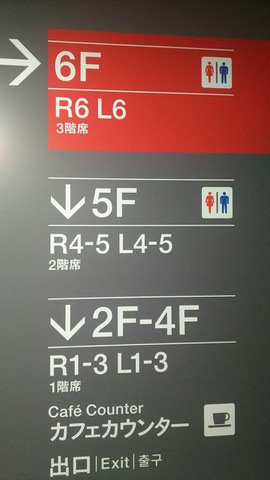 6F
R6 L6
3階席
5F
R4-5 L4-5
2階席
2F-4F
R1-3 L1-3
1階席
Café Counter
カフェカウンター
出口|Exit|출구